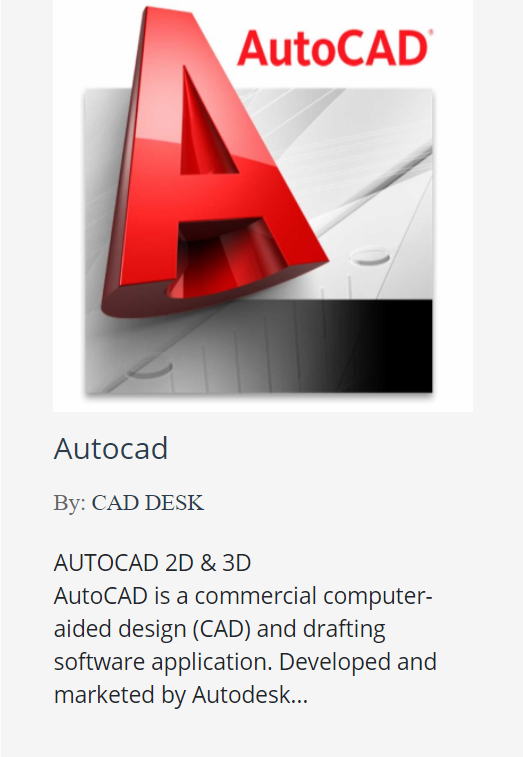 AutoCAD®
Autocad
By: CAD DESK
AUTOCAD 2D & 3D
AutoCAD is a commercial computer-
aided design (CAD) and drafting
software application. Developed and
marketed by Autodesk...